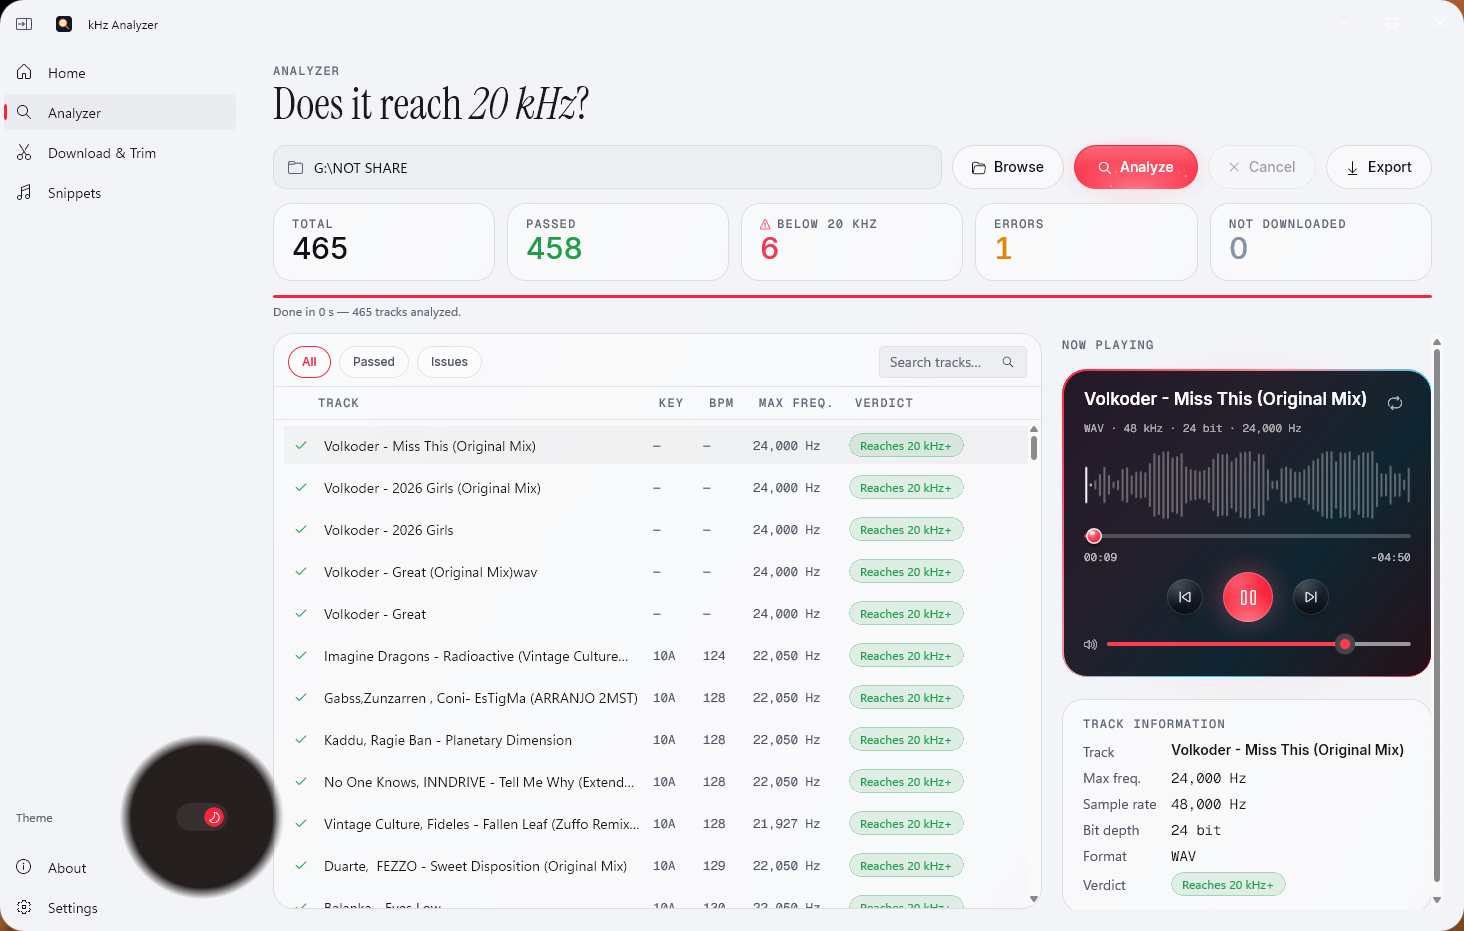 kHz Analyzer
Home
Analyzer
Download & Trim
Snippets
Theme
About
Settings
ANALYZER
Does it reach 20 kHz?
G:\NOT SHARE
Browse
Analyze
Cancel
Export
TOTAL
465
PASSED
458
BELOW 20 KHZ
6
ERRORS
1
NOT DOWNLOADED
0
Done in 0 s — 465 tracks analyzed.
All
Passed
Issues
Search tracks...
TRACK KEY BPM MAX FREQ. VERDICT
Volkoder - Miss This (Original Mix) — — 24,000 Hz Reaches 20 kHz+
Volkoder - 2026 Girls (Original Mix) — — 24,000 Hz Reaches 20 kHz+
Volkoder - 2026 Girls — — 24,000 Hz Reaches 20 kHz+
Volkoder - Great (Original Mix)wav — — 24,000 Hz Reaches 20 kHz+
Volkoder - Great — — 24,000 Hz Reaches 20 kHz+
Imagine Dragons - Radioactive (Vintage Culture... 10A 124 22,050 Hz Reaches 20 kHz+
Gabss,Zunzarren , Coni- EsTigMa (ARRANJO 2MST) 10A 128 22,050 Hz Reaches 20 kHz+
Kaddu, Ragie Ban - Planetary Dimension 10A 128 22,050 Hz Reaches 20 kHz+
No One Knows, INNDRIVE - Tell Me Why (Extend... 10A 128 22,050 Hz Reaches 20 kHz+
Vintage Culture, Fideles - Fallen Leaf (Zuffo Remix... 10A 128 21,927 Hz Reaches 20 kHz+
Duarte, FEZZO - Sweet Disposition (Original Mix) 10A 129 22,050 Hz Reaches 20 kHz+
Balanka - Eyes Low 10A 130 22,050 Hz Reaches 20 kHz+
NOW PLAYING
Volkoder - Miss This (Original Mix)
WAV · 48 kHz · 24 bit · 24,000 Hz
00:09
-04:50
TRACK INFORMATION
Track Volkoder - Miss This (Original Mix)
Max freq. 24,000 Hz
Sample rate 48,000 Hz
Bit depth 24 bit
Format WAV
Verdict Reaches 20 kHz+